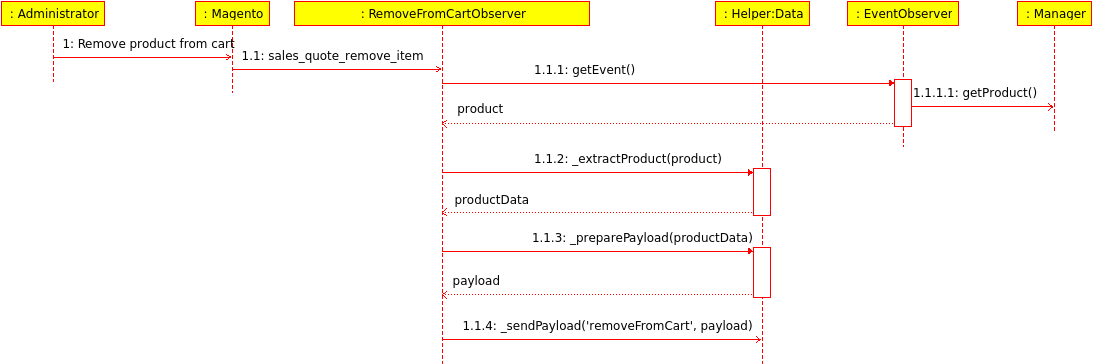 : Administrator
: Magento
: RemoveFromCartObserver
: Helper:Data
: EventObserver
: Manager
1: Remove product from cart
1.1: sales_quote_remove_item
1.1.1: getEvent()
1.1.1.1: getProduct()
product
1.1.2: _extractProduct(product)
productData
1.1.3: _preparePayload(productData)
payload
1.1.4: _sendPayload('removeFromCart', payload)